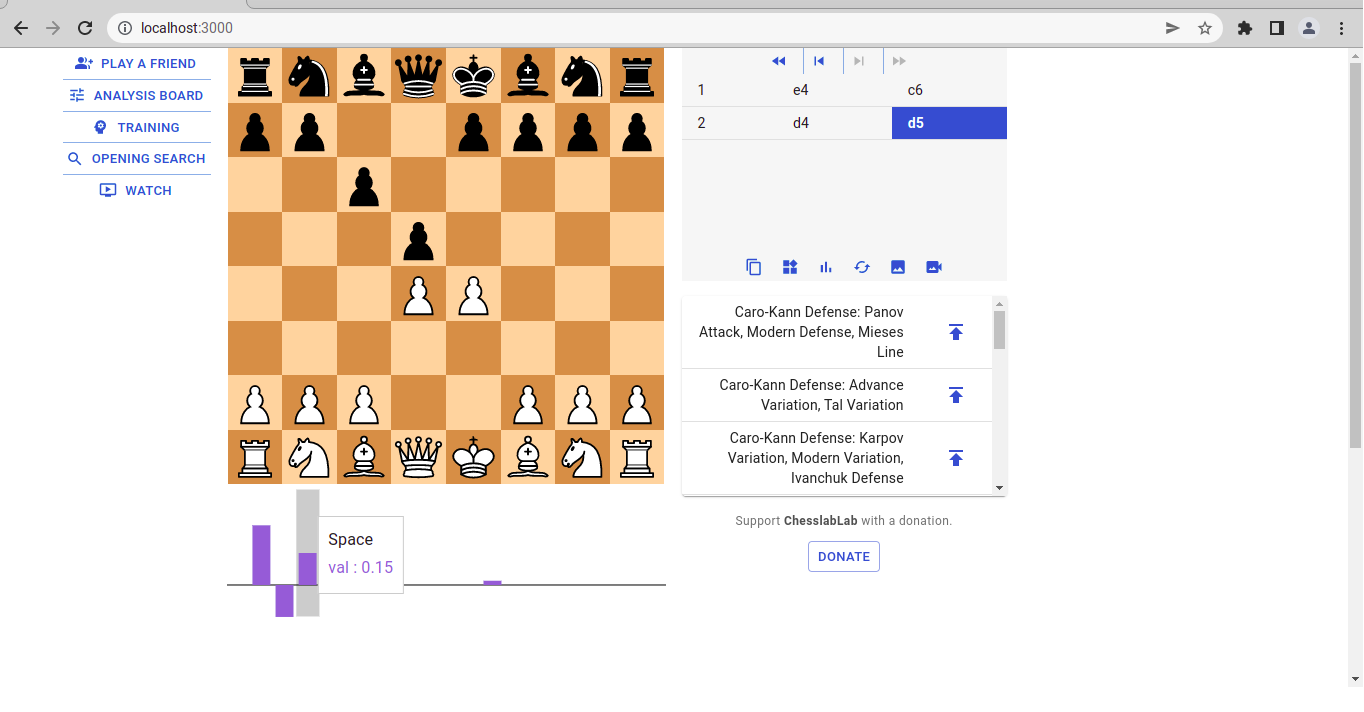 localhost:3000
PLAY A FRIEND
ANALYSIS BOARD
TRAINING
OPENING SEARCH
WATCH
1 e4 c6
2 d4 d5
Caro-Kann Defense: Panov
Attack, Modern Defense, Mieses
Line
Caro-Kann Defense: Advance
Variation, Tal Variation
Caro-Kann Defense: Karpov
Variation, Modern Variation,
Ivanchuk Defense
Space
val : 0.15
Support ChesslabLab with a donation.
DONATE